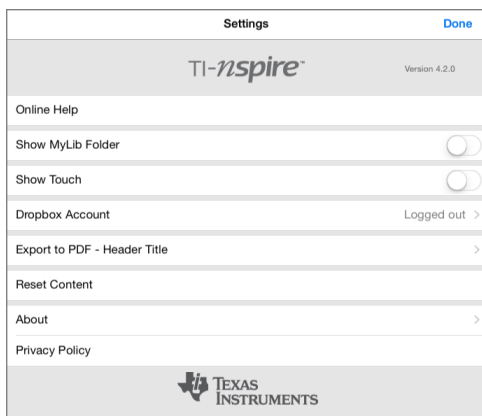 Settings Done
TI-nspire™ Version 4.2.0
Online Help
Show MyLib Folder
Show Touch
Dropbox Account Logged out >
Export to PDF - Header Title >
Reset Content
About >
Privacy Policy
TEXAS
INSTRUMENTS